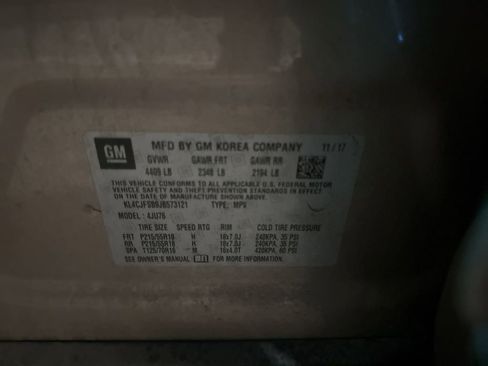 GM MFD BY GM KOREA COMPANY 11/17
GVWR GAWR FRT GAWR RR
4409 LB 2348 LB 2194 LB
THIS VEHICLE CONFORMS TO ALL APPLICABLE U.S. FEDERAL MOTOR
VEHICLE SAFETY AND THEFT PREVENTION STANDARDS IN EFFECT
ON THE DATE OF MANUFACTURE SHOWN ABOVE.
KL4CJFSB9JB573121 TYPE: MPV
MODEL: 4JU76
TIRE SIZE SPEED RTG RIM COLD TIRE PRESSURE
FRT P215/55R18 H 18x7.0J 240KPA, 35 PSI
RR P215/55R18 H 18x7.0J 240KPA, 35 PSI
SPA T125/70R16 M 16x4.0T 420KPA, 60 PSI
SEE OWNER'S MANUAL FOR MORE INFORMATION.